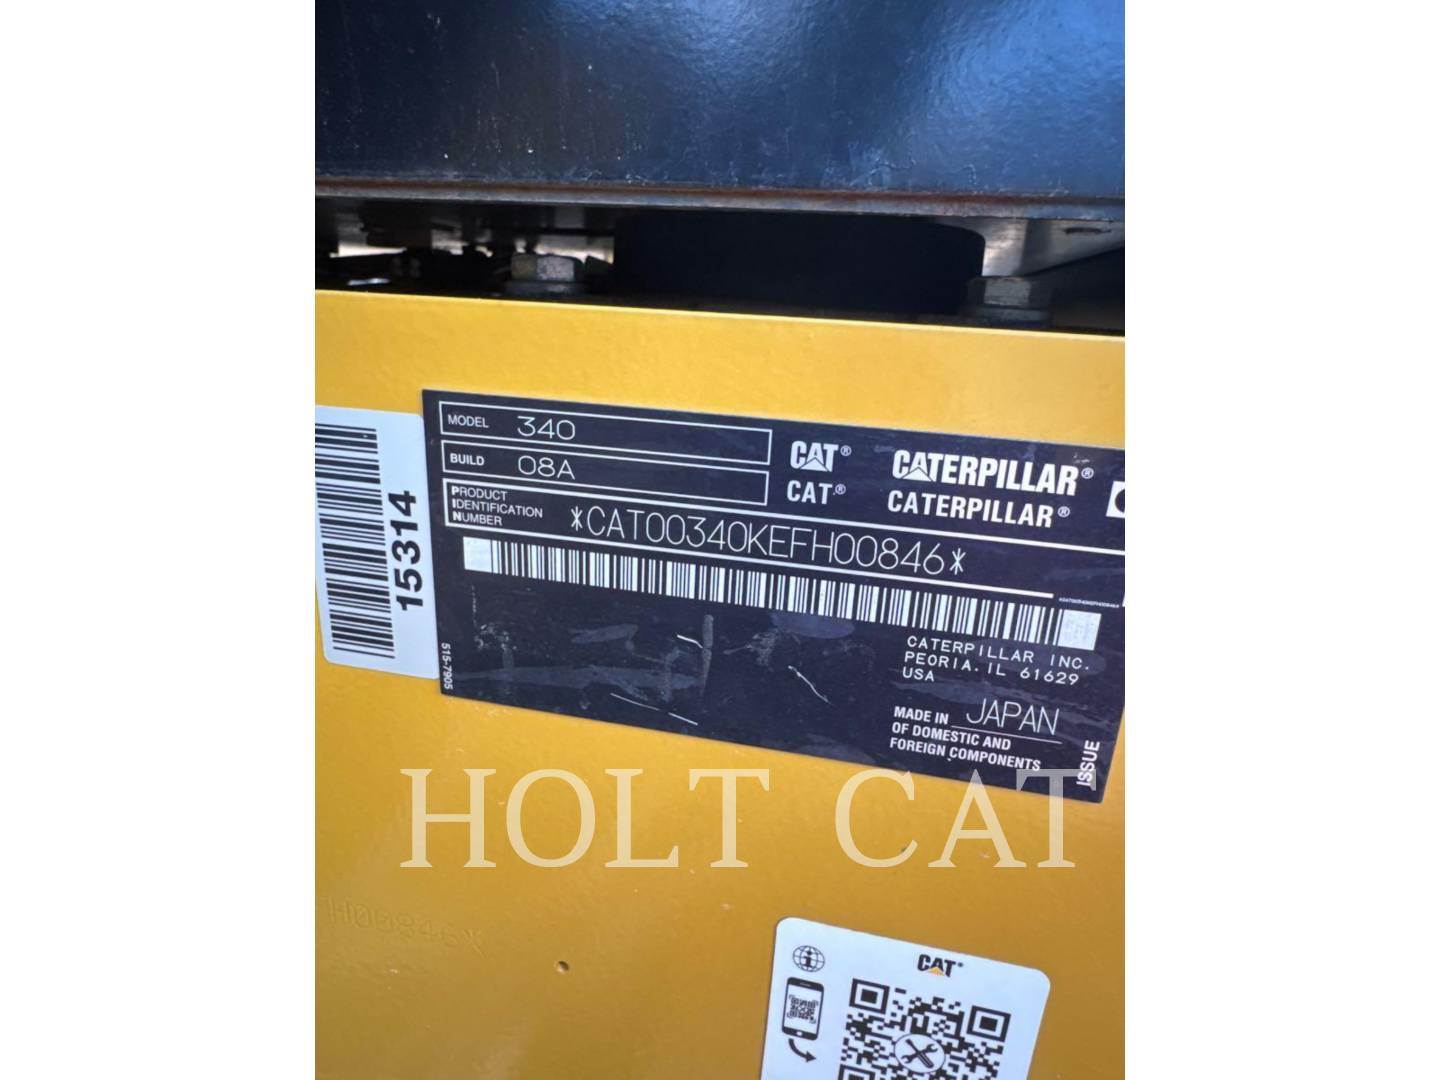 MODEL 340
BUILD 08A
PRODUCT
IDENTIFICATION
NUMBER
*CAT00340KEFH00846*
CAT® CATERPILLAR®
CAT® CATERPILLAR®
15314
515-7905
CATERPILLAR INC.
PEORIA. IL 61629
USA
MADE IN JAPAN
OF DOMESTIC AND
FOREIGN COMPONENTS
ISSUE
HOLT CAT
H00846*
CAT®